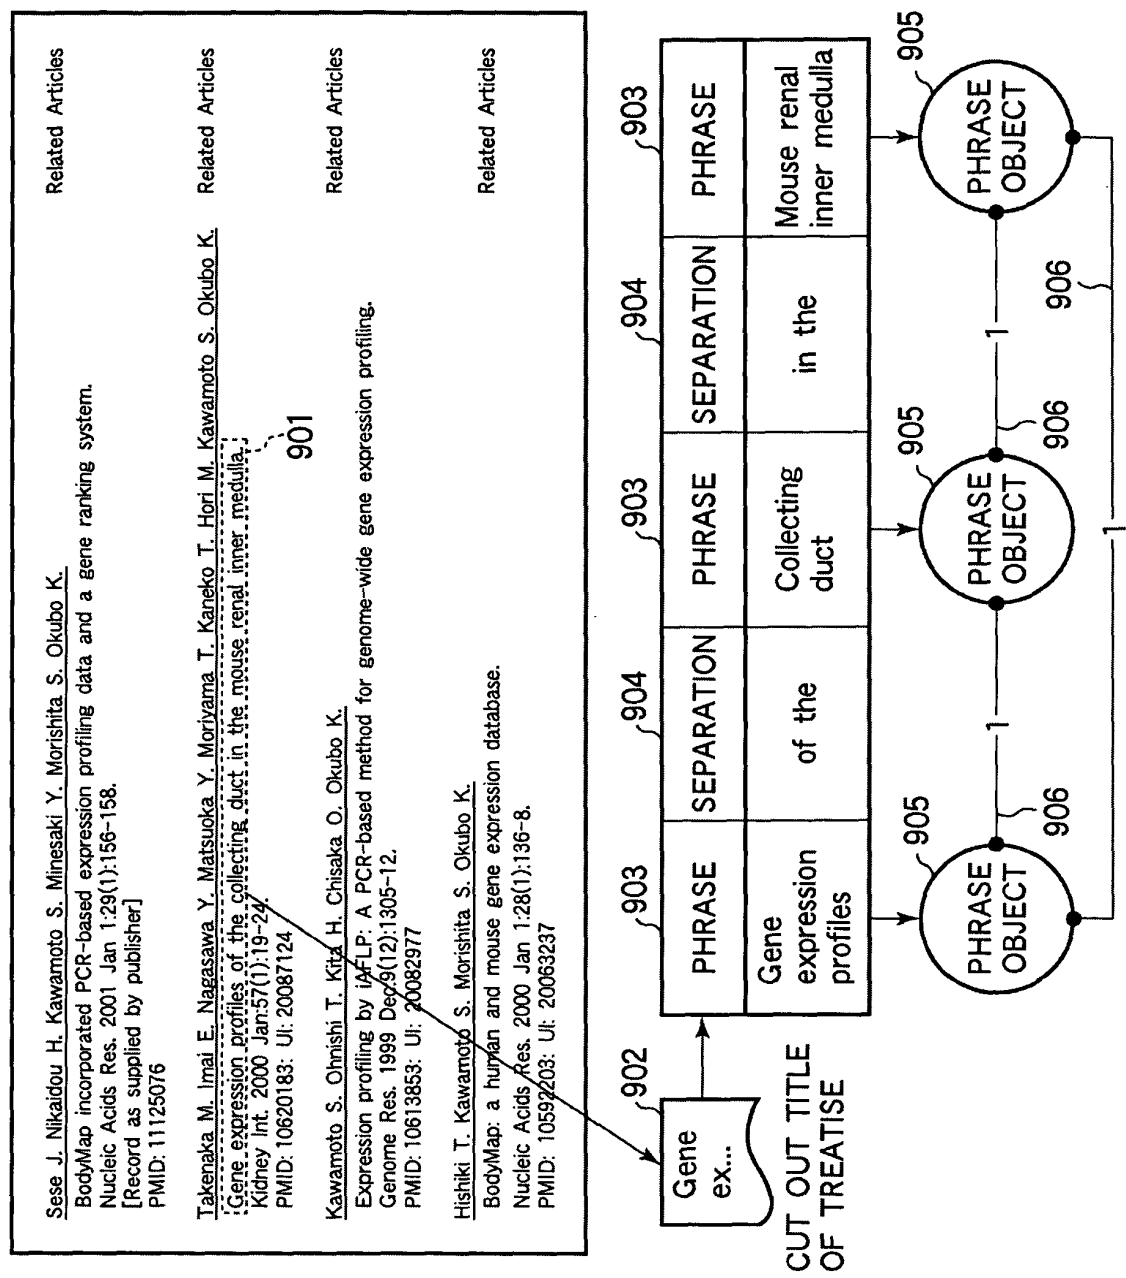 Sese J. Nikaidou H. Kawamoto S. Minesaki Y. Morishita S. Okubo K.
Related Articles
BodyMap incorporated PCR-based expression profiling data and a gene ranking system.
Nucleic Acids Res. 2001 Jan 1:29(1):156-158.
[Record as supplied by publisher]
PMID: 11125076
Takenaka M. Imai E. Nagasawa Y. Matsuoka Y. Moriyama T. Kaneko T. Hori M. Kawamoto S. Okubo K.
Related Articles
Gene expression profiles of the collecting duct in the mouse renal inner medulla.
Kidney Int. 2000 Jan:57(1):19-24.
PMID: 10620183: UI: 20087124
901
Kawamoto S. Ohnishi T. Kita H. Chisaka O. Okubo K.
Related Articles
Expression profiling by iAFLP: A PCR-based method for genome-wide gene expression profiling.
Genome Res. 1999 Dec;9(12):1305-12.
PMID: 10613853: UI: 20082977
Hishiki T. Kawamoto S. Morishita S. Okubo K.
Related Articles
BodyMap: a human and mouse gene expression database.
Nucleic Acids Res. 2000 Jan 1:28(1):136-8.
PMID: 10592203: UI: 20063237
902
Gene
ex...
CUT OUT TITLE
OF TREATISE
903
904
903
904
903
PHRASE
SEPARATION
PHRASE
SEPARATION
PHRASE
Gene
expression
profiles
of the
Collecting
duct
in the
Mouse renal
inner medulla
905
905
905
PHRASE
OBJECT
906
1
PHRASE
OBJECT
906
1
PHRASE
OBJECT
906
1